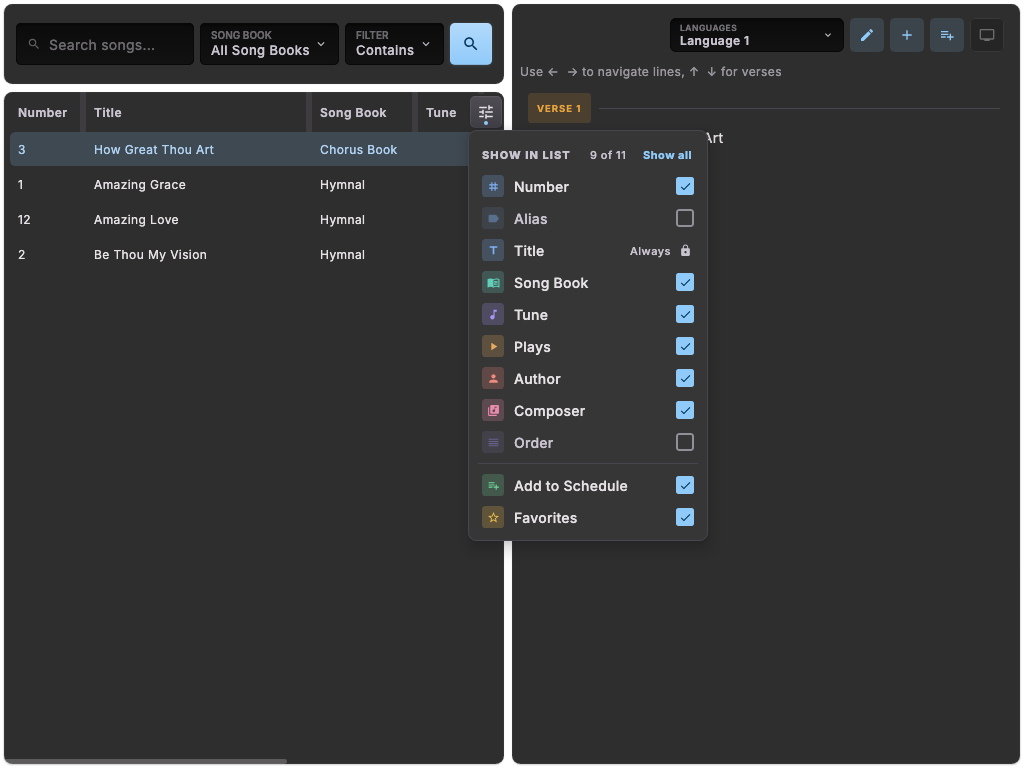 Search songs...
SONG BOOK
All Song Books
FILTER
Contains
LANGUAGES
Language 1
Use ← → to navigate lines, ↑ ↓ for verses
VERSE 1
Art
Number Title Song Book Tune
3 How Great Thou Art Chorus Book
1 Amazing Grace Hymnal
12 Amazing Love Hymnal
2 Be Thou My Vision Hymnal
SHOW IN LIST 9 of 11 Show all
Number
Alias
Title Always
Song Book
Tune
Plays
Author
Composer
Order
Add to Schedule
Favorites